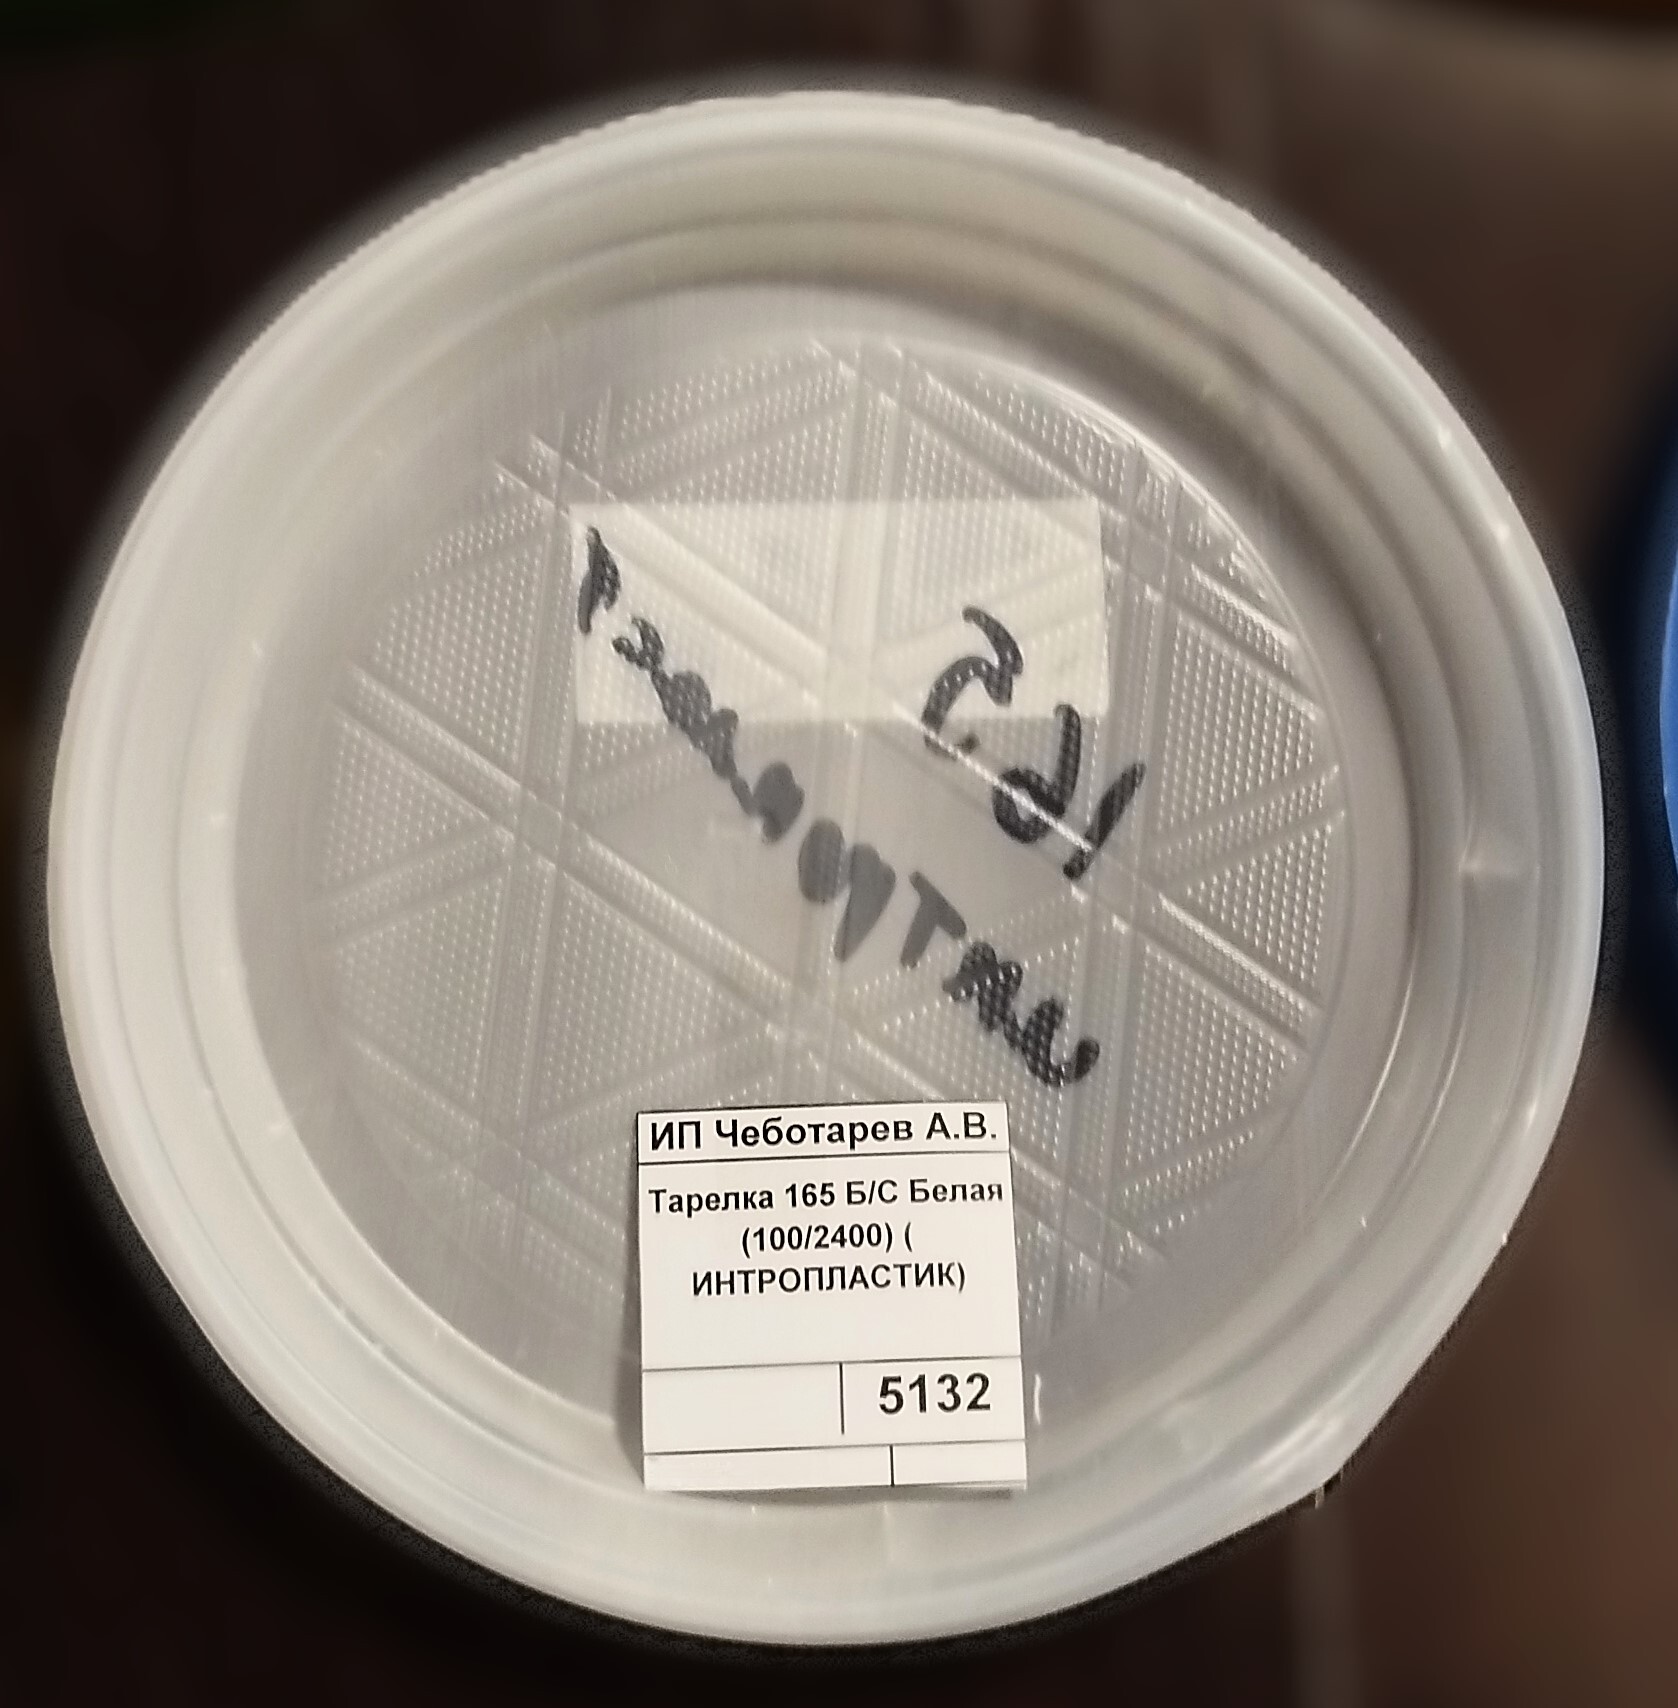 ИП Чеботарев А.В.
Тарелка 165 Б/С Белая
(100/2400) (
ИНТРОПЛАСТИК)
5132